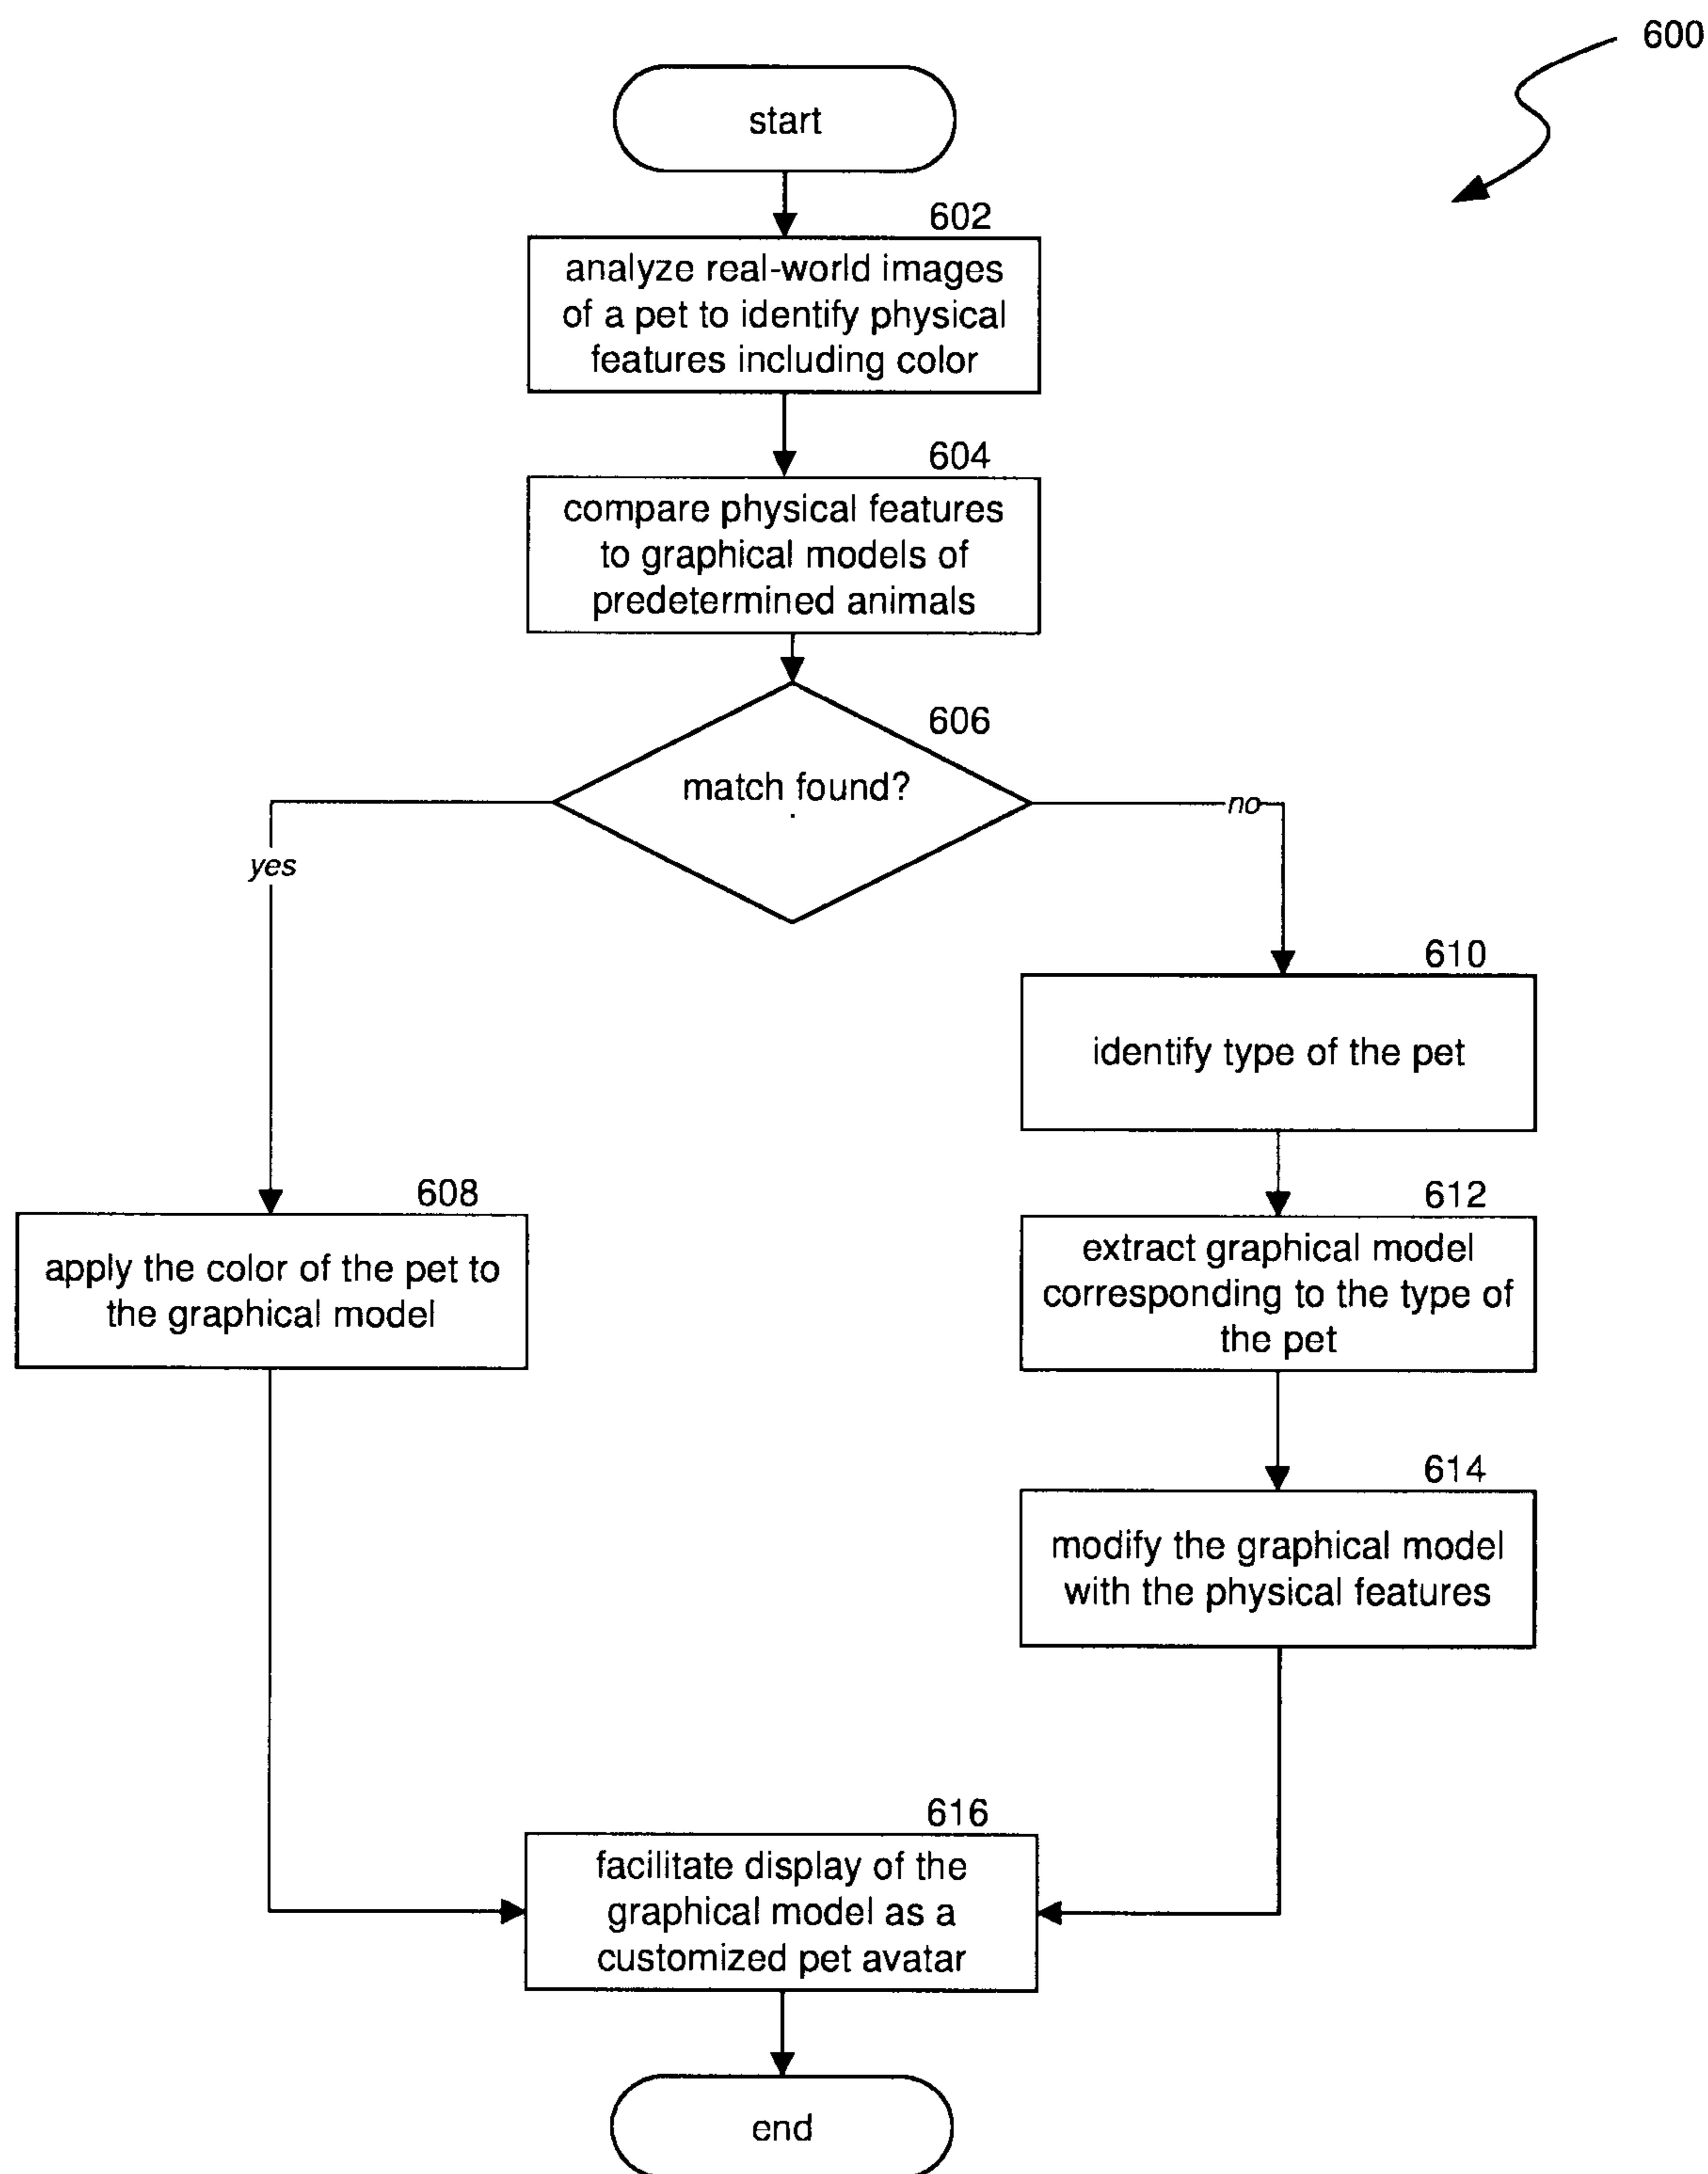 600
start
602
analyze real-world images
of a pet to identify physical
features including color
604
compare physical features
to graphical models of
predetermined animals
606
match found?
no
yes
610
identify type of the pet
608
apply the color of the pet to
the graphical model
612
extract graphical model
corresponding to the type of
the pet
614
modify the graphical model
with the physical features
616
facilitate display of the
graphical model as a
customized pet avatar
end